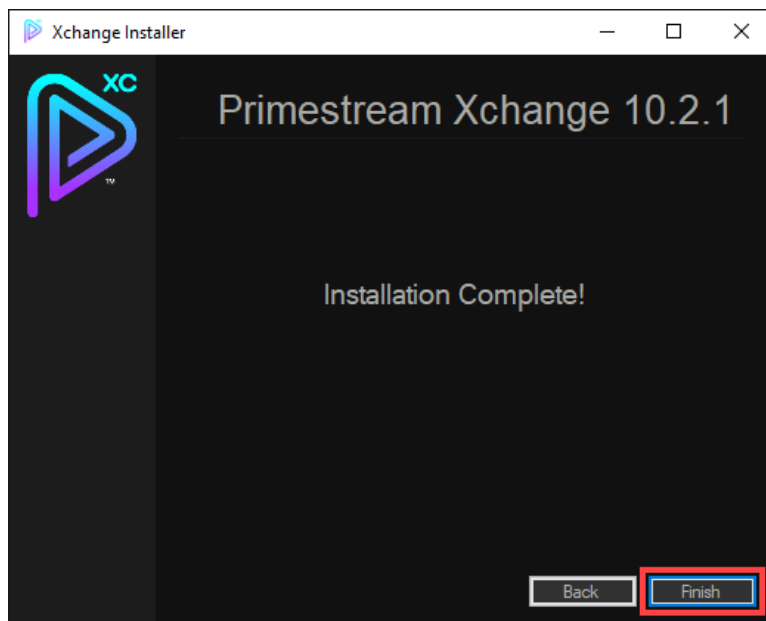 Xchange Installer
XC
Primestream Xchange 10.2.1
TM
Installation Complete!
Back
Finish